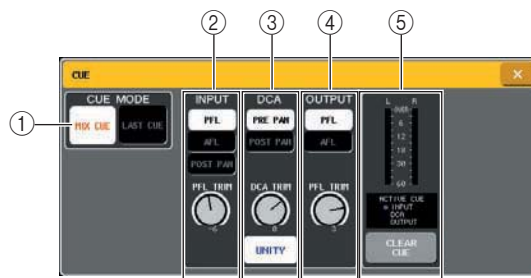 ① ② ③ ④ ⑤
CUE ×
CUE MODE
MIX CUE LAST CUE
INPUT
PFL
AFL
POST PAN
PFL TRIM
-6
DCA
PRE PAN
POST PAN
DCA TRIM
0
UNITY
OUTPUT
PFL
AFL
PFL TRIM
3
L R
OVER
6
12
18
30
60
ACTIVE CUE
INPUT
DCA
OUTPUT
CLEAR
CUE